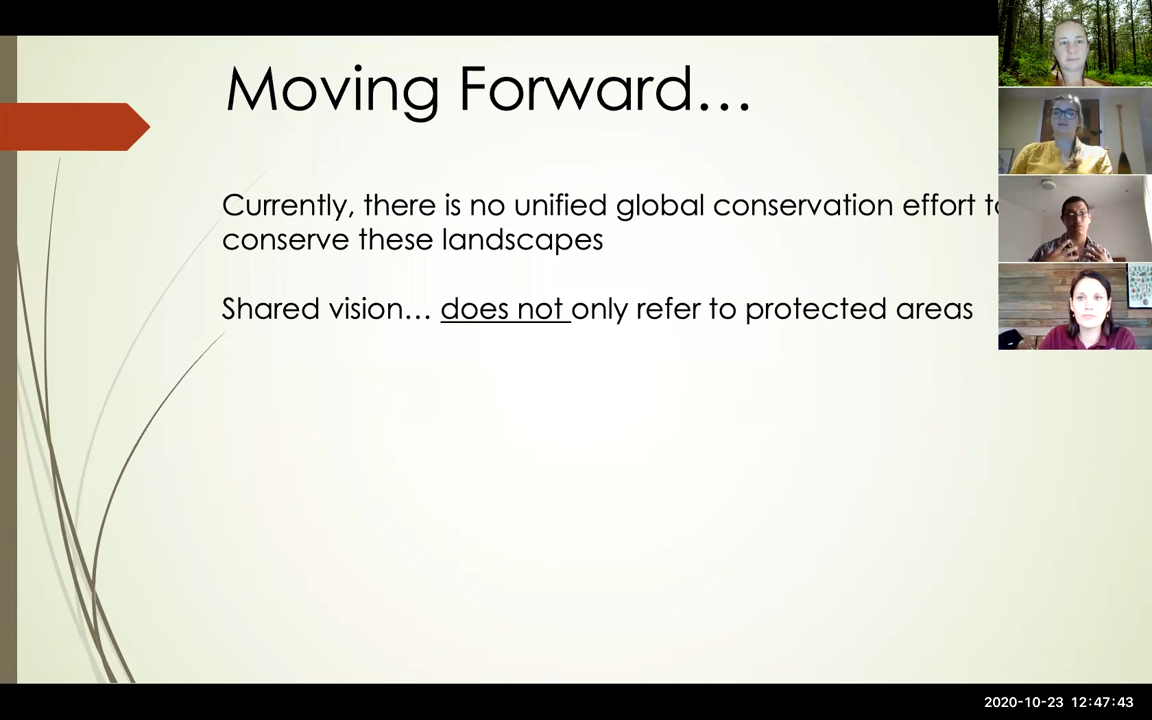 Moving Forward...
Currently, there is no unified global conservation effort to
conserve these landscapes
Shared vision... does not only refer to protected areas
2020-10-23 12:47:43